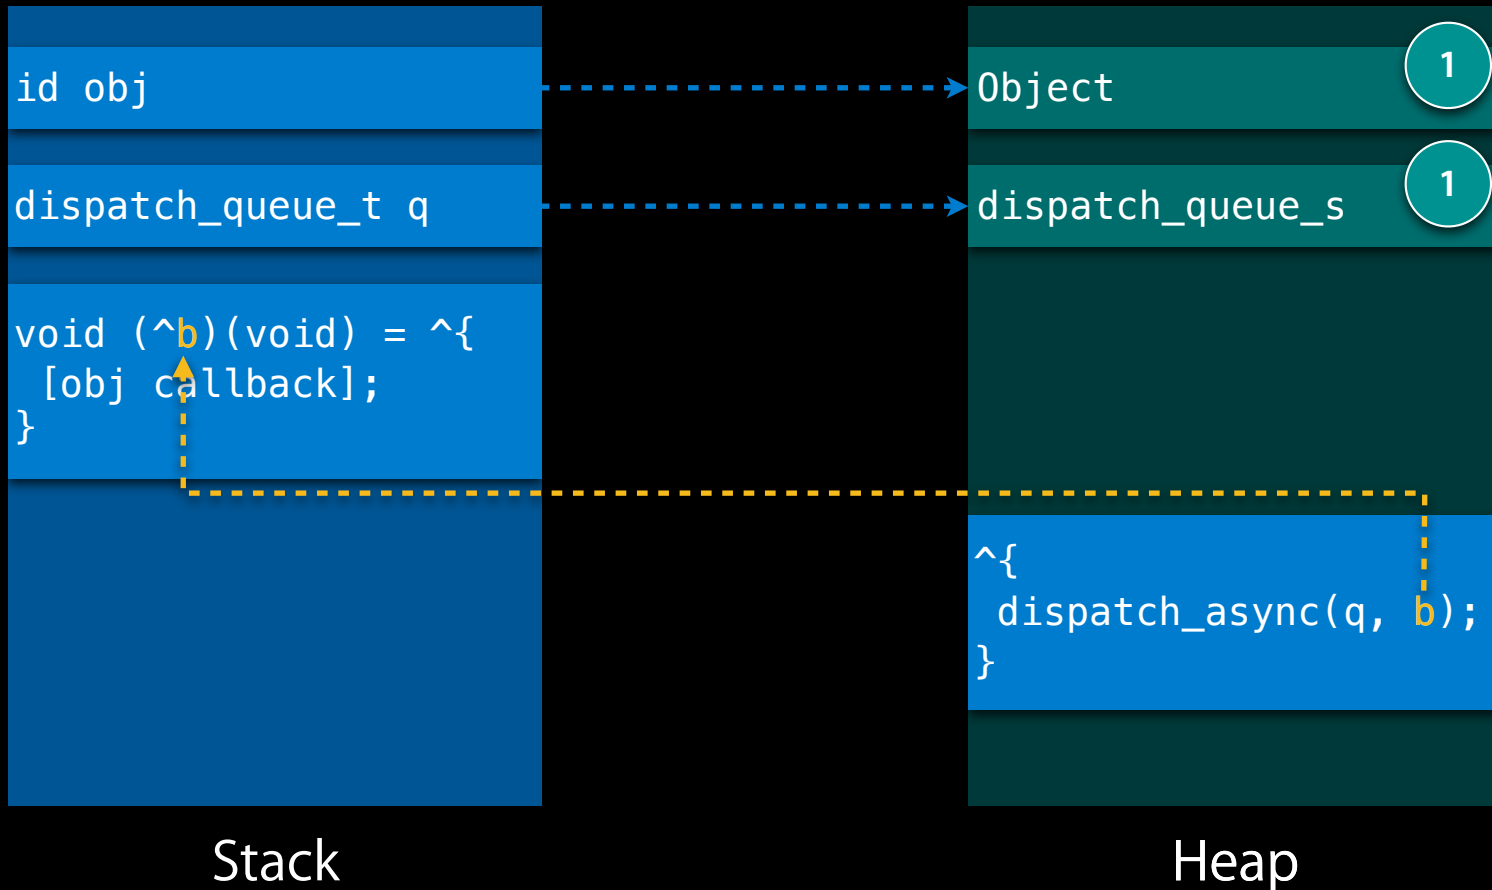 id obj
Object
1
dispatch_queue_t q
dispatch_queue_s
1
void (^b)(void) = ^{
[obj callback];
}
^{
dispatch_async(q, b);
}
Stack
Heap